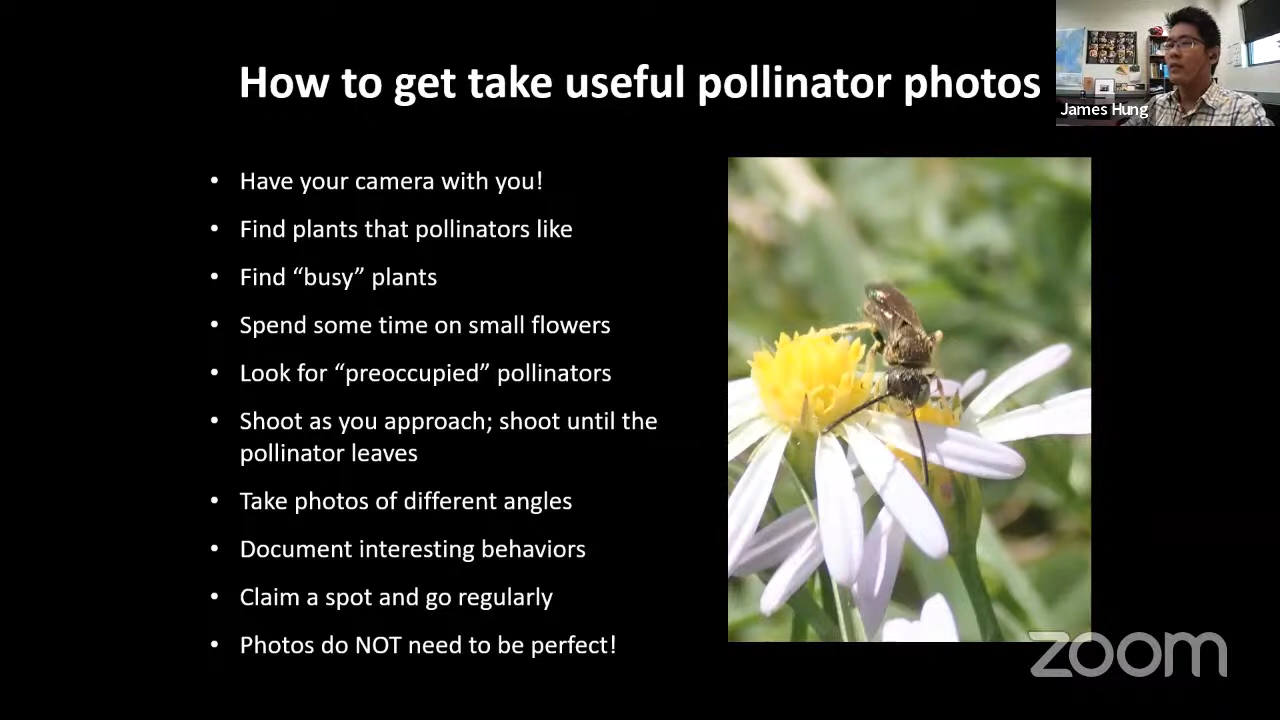 How to get take useful pollinator photos
James Hung
• Have your camera with you!
• Find plants that pollinators like
• Find “busy” plants
• Spend some time on small flowers
• Look for “preoccupied” pollinators
• Shoot as you approach; shoot until the
pollinator leaves
• Take photos of different angles
• Document interesting behaviors
• Claim a spot and go regularly
• Photos do NOT need to be perfect!
zoom